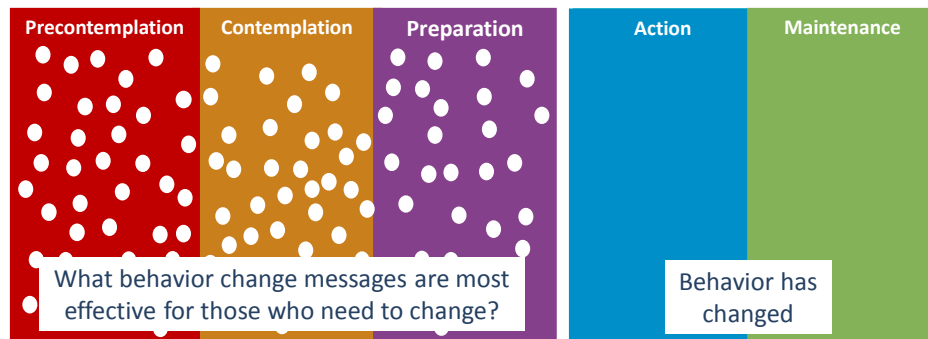 Precontemplation
Contemplation
Preparation
Action
Maintenance
What behavior change messages are most
effective for those who need to change?
Behavior has
changed